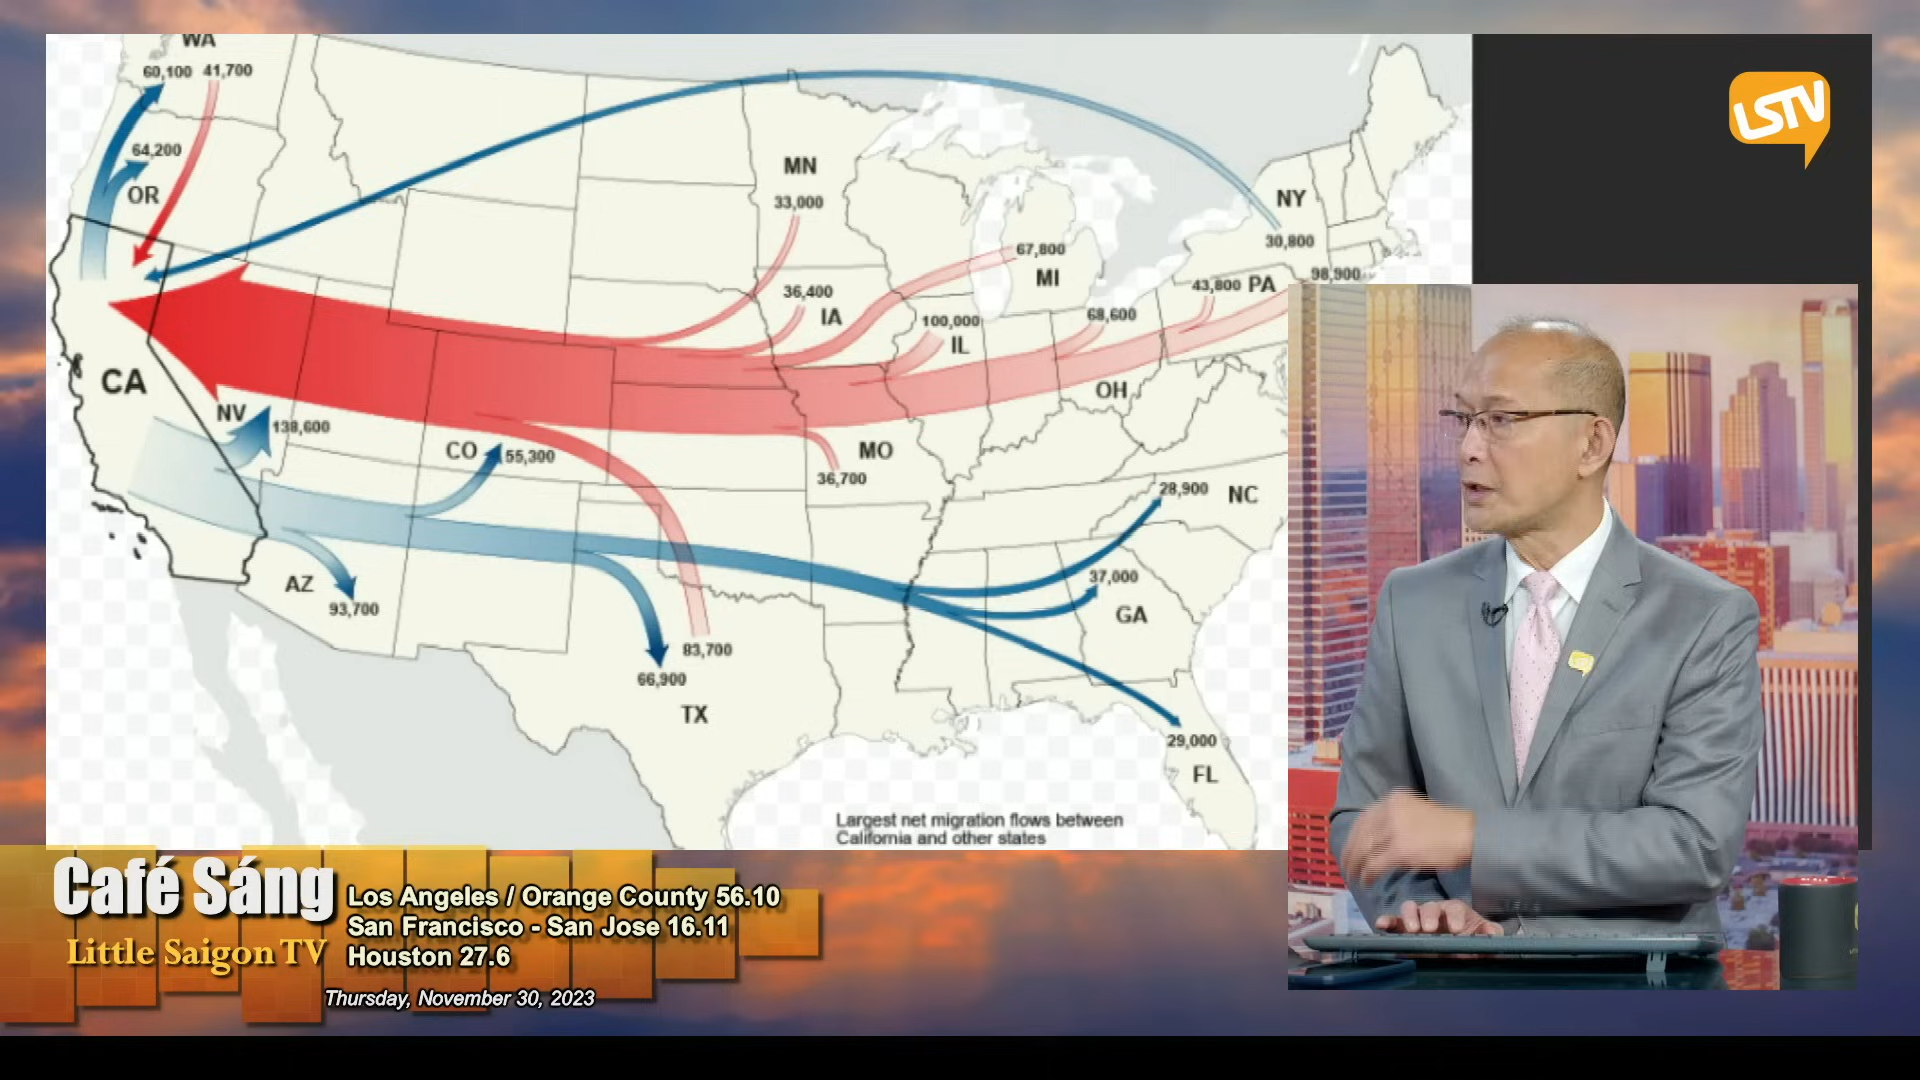 WA
60,100 41,700
64,200
OR
MN
33,000
NY
30,800
67,800
MI
98,900
43,800 PA
36,400
IA
100,000
IL
68,600
CA
OH
NV
138,600
CO
55,300
MO
36,700
28,900
NC
AZ
93,700
37,000
GA
83,700
66,900
TX
29,000
FL
Largest net migration flows between
California and other states
LSTV
Café Sáng
Little Saigon TV
Los Angeles / Orange County 56.10
San Francisco - San Jose 16.11
Houston 27.6
Thursday, November 30, 2023